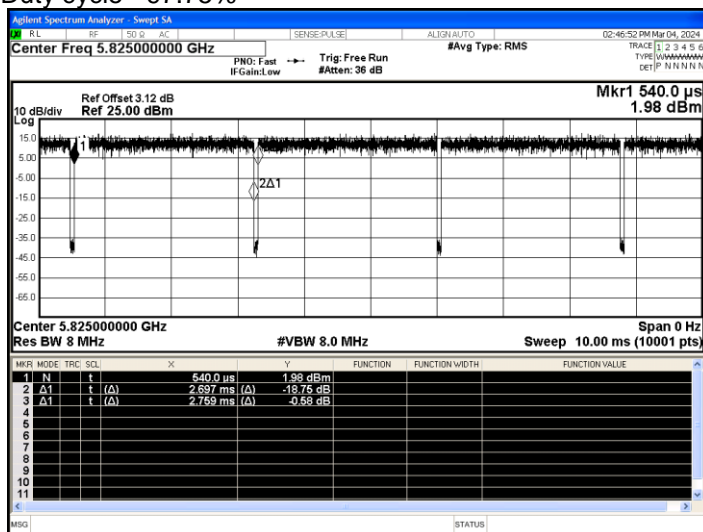 Agilent Spectrum Analyzer - Swept SA
RL RF 50 Ω AC SENSE:PULSE ALIGN AUTO 02:46:52 PM Mar 04, 2024
Center Freq 5.825000000 GHz #Avg Type: RMS TRACE 1 2 3 4 5 6
PNO: Fast Trig: Free Run TYPE
IFGain:Low #Atten: 36 dB DET P N N N N N
Mkr1 540.0 µs
Ref Offset 3.12 dB
10 dB/div Ref 25.00 dBm 1.98 dBm
Log
15.0
1
5.00
-5.00
2Δ1
-15.0
-25.0
-35.0
-45.0
-55.0
-65.0
Center 5.825000000 GHz Span 0 Hz
Res BW 8 MHz #VBW 8.0 MHz Sweep 10.00 ms (10001 pts)
MKR MODE TRC SCL X Y FUNCTION FUNCTION WIDTH FUNCTION VALUE
1 N t 540.0 µs 1.98 dBm
2 Δ1 t (Δ) 2.697 ms (Δ) -18.75 dB
3 Δ1 t (Δ) 2.759 ms (Δ) -0.58 dB
4
5
6
7
8
9
10
11
MSG STATUS